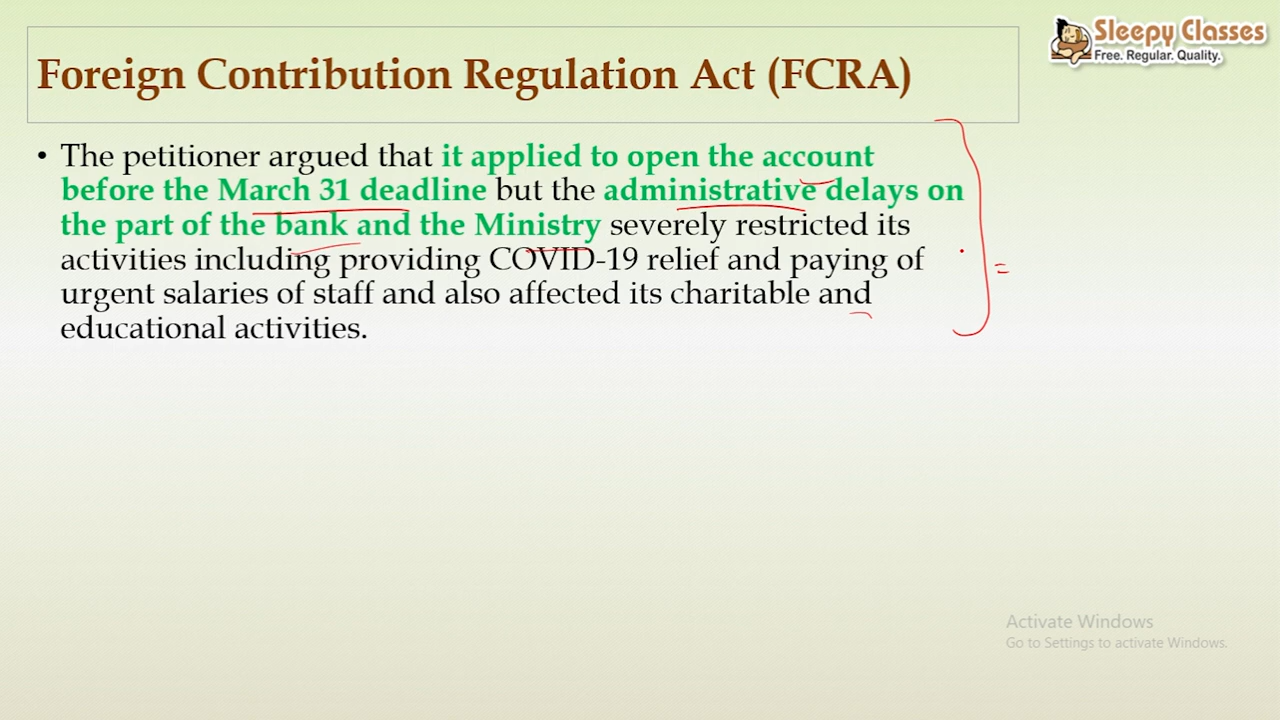 Sleepy Classes
Free. Regular. Quality.
Foreign Contribution Regulation Act (FCRA)
• The petitioner argued that it applied to open the account
before the March 31 deadline but the administrative delays on
the part of the bank and the Ministry severely restricted its
activities including providing COVID-19 relief and paying of
urgent salaries of staff and also affected its charitable and
educational activities.
=
Activate Windows
Go to Settings to activate Windows.